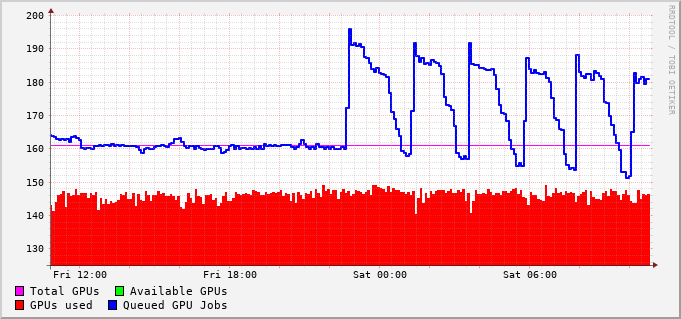 200
190
180
170
160
150
140
130
Fri 12:00 Fri 18:00 Sat 00:00 Sat 06:00
Total GPUs Available GPUs
GPUs used Queued GPU Jobs
RRDTOOL / TOBI OETIKER